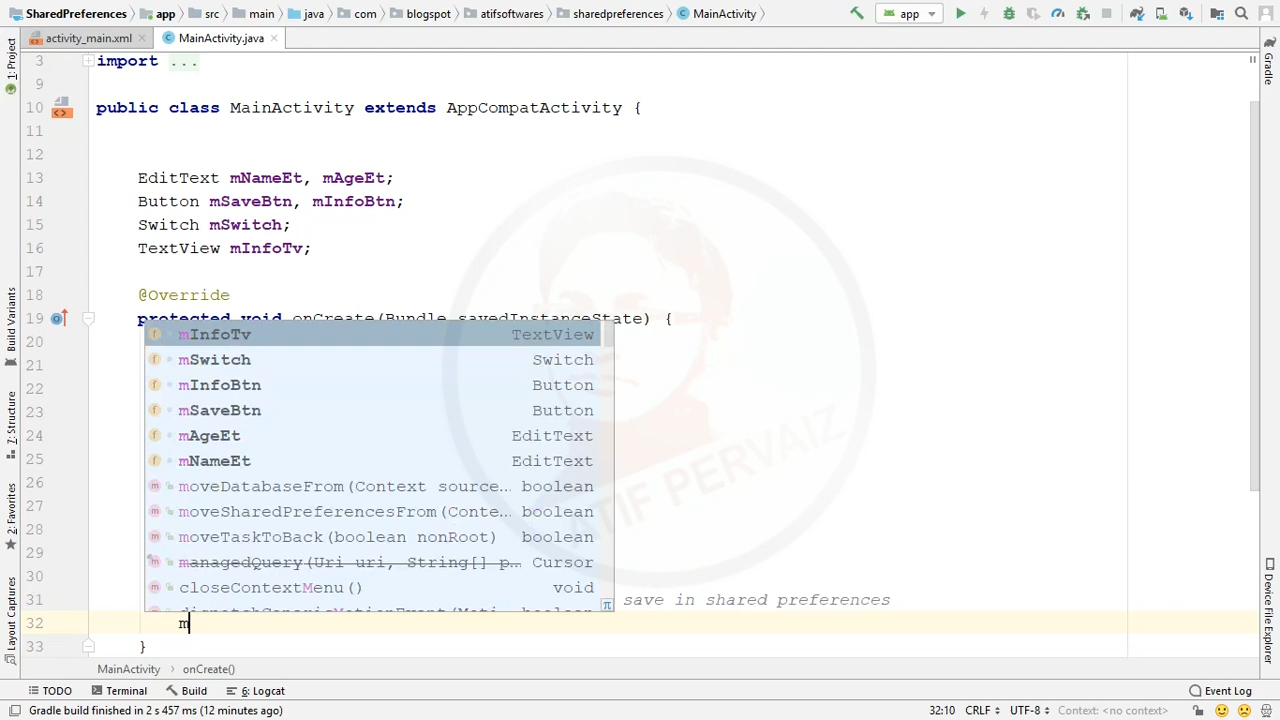 SharedPreferences app src main java com blogspot atifsoftwares sharedpreferences MainActivity app
activity_main.xml MainActivity.java
3 import ...
9
10 public class MainActivity extends AppCompatActivity {
11
12
13 EditText mNameEt, mAgeEt;
14 Button mSaveBtn, mInfoBtn;
15 Switch mSwitch;
16 TextView mInfoTv;
17
18 @Override
19 protected void onCreate(Bundle savedInstanceState) {
20 mInfoTv TextView
21 mSwitch Switch
22 mInfoBtn Button
23 mSaveBtn Button
24 mAgeEt EditText
25 mNameEt EditText
26 moveDatabaseFrom(Context source... boolean
27 moveSharedPreferencesFrom(Conte... boolean
28 moveTaskToBack(boolean nonRoot) boolean
29 managedQuery(Uri uri, String[] p... Cursor
30 closeContextMenu() void
31 save in shared preferences
32 m
33 }
MainActivity onCreate()
TODO Terminal Build 6: Logcat Event Log
Gradle build finished in 2 s 457 ms (12 minutes ago) 32:10 CRLF UTF-8 Context: <no context>
1: Project
Build Variants
2: Structure
2: Favorites
Layout Captures
Gradle
Device File Explorer
ATIF PERVAIZ